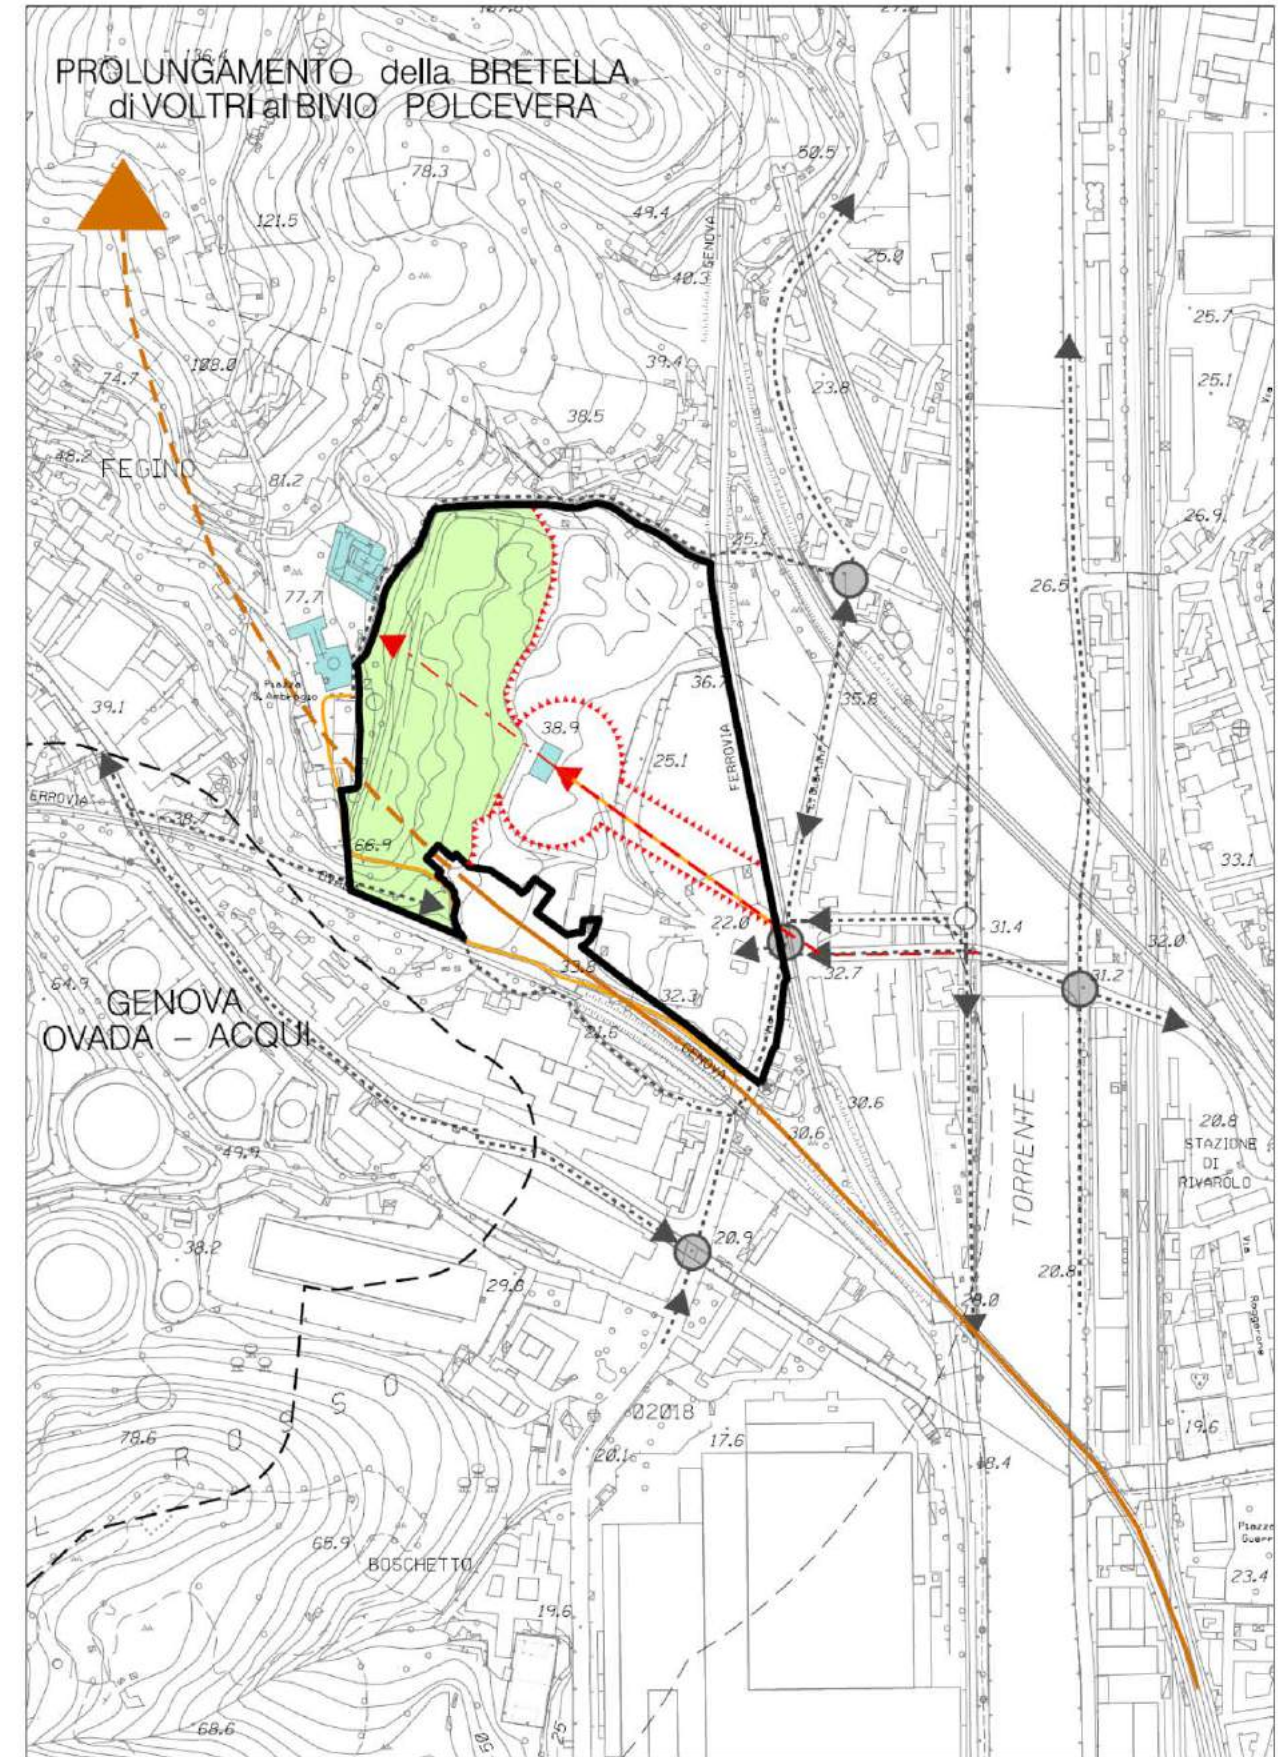 136.4
PROLUNGAMENTO della BRETELLA
di VOLTRI al BIVIO POLCEVERA
50.5
78.3
121.5
49.4
GENOVA
25.0
40.3
25.7
108.0
39.4
74.7
23.8
25.1
Via
38.5
48.2
FEGINO
81.2
26.9
25.1
26.5
77.7
36.7
Piazza
S. Ambrogio
35.8
39.1
38.9
FERROVIA
25.1
38.7
66.9
33.1
22.0
31.4
32.0
33.8
32.7
31.2
64.9
GENOVA
OVADA - ACQUI
32.3
21.6
GENOVA
30.6
30.6
TORRENTE
20.8
STAZIONE
DI
RIVAROLO
49.9
20.9
Via
38.2
20.8
29.8
20.0
O
S
02018
O
78.6
R
17.6
19.6
20.1
18.4
L
65.9
BOSCHETTO
Piazza
23.4
19.6
68.6
50
25